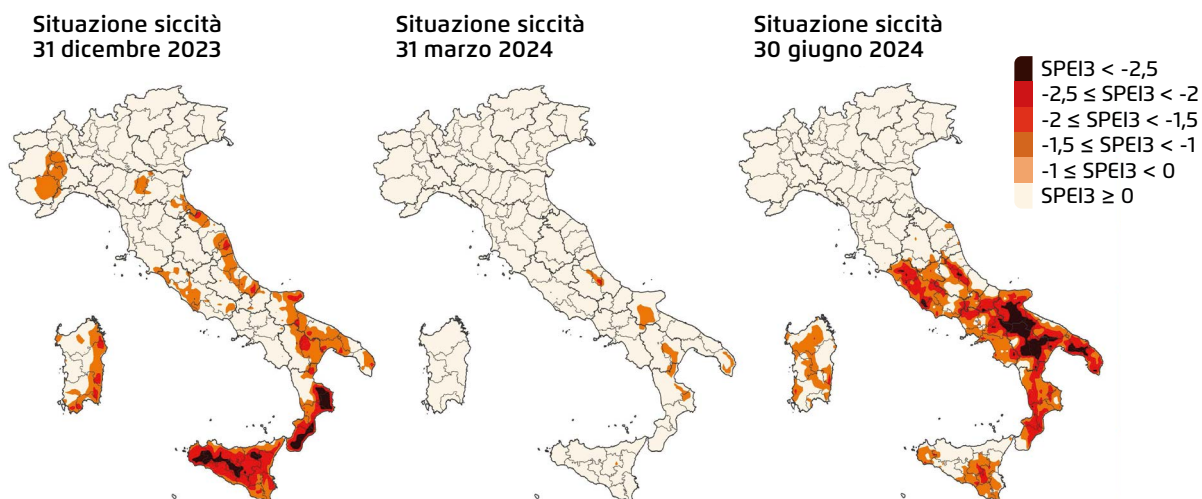 Situazione siccità
31 dicembre 2023
Situazione siccità
31 marzo 2024
Situazione siccità
30 giugno 2024
SPEI3 < -2,5
-2,5 ≤ SPEI3 < -2
-2 ≤ SPEI3 < -1,5
-1,5 ≤ SPEI3 < -1
-1 ≤ SPEI3 < 0
SPEI3 ≥ 0